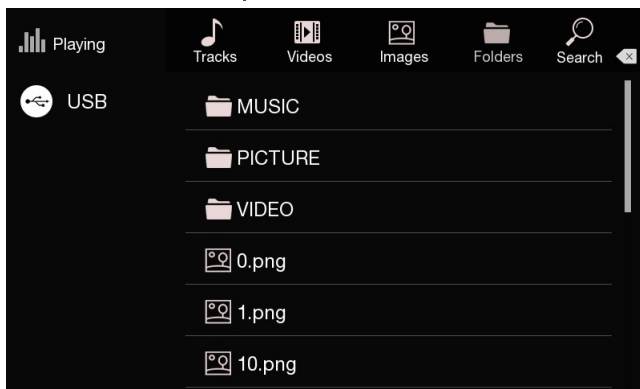 Playing
Tracks Videos Images Folders Search
USB
MUSIC
PICTURE
VIDEO
0.png
1.png
10.png